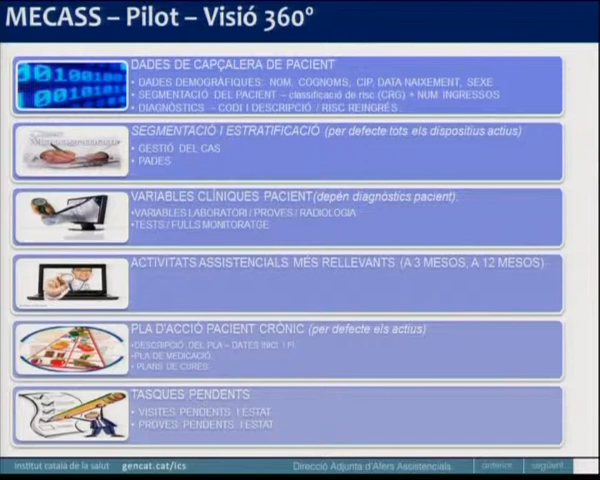 MECASS – Pilot – Visió 360º
DADES DE CAPÇALERA DE PACIENT
• DADES DEMOGRÀFIQUES: NOM, COGNOMS, CIP, DATA NAIXEMENT, SEXE
• SEGMENTACIÓ DEL PACIENT – classificació de risc (CRG) + NUM INGRESSOS
• DIAGNÒSTICS – CODI I DESCRIPCIÓ / RISC REINGRÉS
SEGMENTACIÓ I ESTRATIFICACIÓ (per defecte tots els dispositius actius)
• GESTIÓ DEL CAS
• PADES
VARIABLES CLÍNIQUES PACIENT(depén diagnòstics pacient).
•VARIABLES LABORATORI / PROVES / RADIOLOGIA
•TESTS / FULLS MONITORATGE
ACTIVITATS ASSISTENCIALS MÉS RELLEVANTS (A 3 MESOS, A 12 MESOS)
PLA D'ACCIÓ PACIENT CRÒNIC (per defecte els actius)
•DESCRIPCIÓ DEL PLA – DATES INICI I FI
•PLA DE MEDICACIÓ
• PLANS DE CURES
TASQUES PENDENTS
• VISITES PENDENTS I ESTAT
• PROVES PENDENTS I ESTAT
institut català de la salut gencat.cat/ics Direcció Adjunta d'Afers Assistencials anterior següent